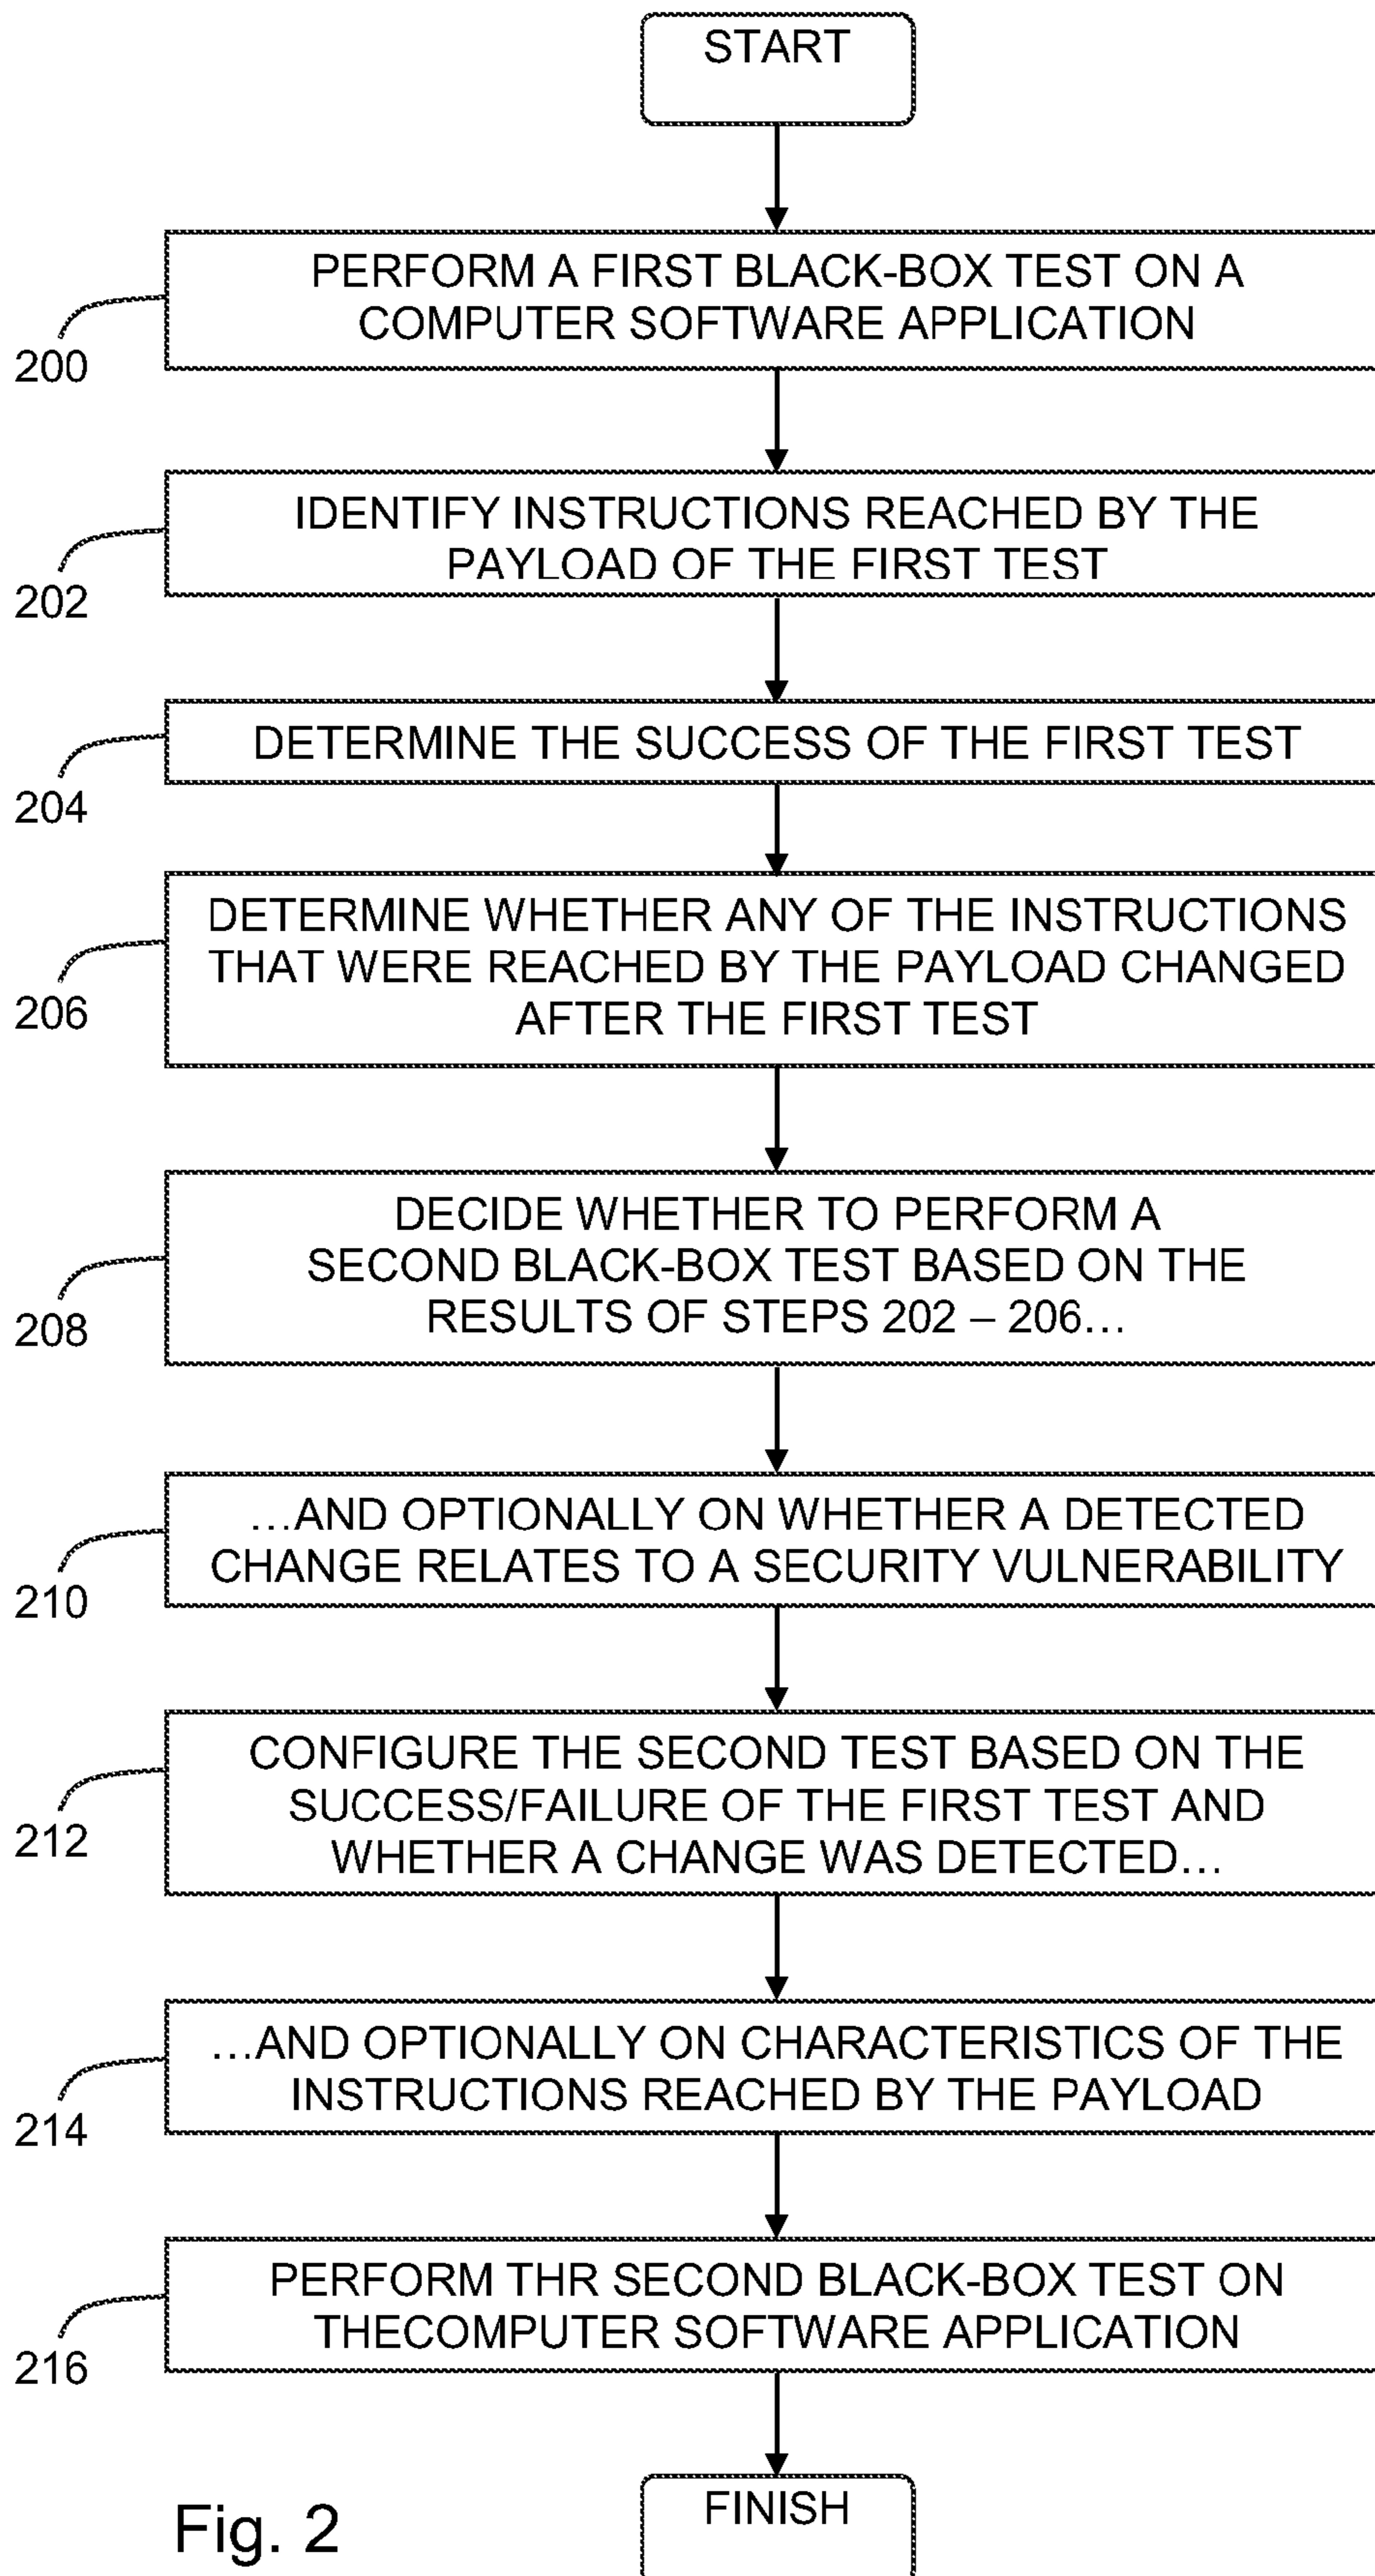 START
PERFORM A FIRST BLACK-BOX TEST ON A
COMPUTER SOFTWARE APPLICATION
200
IDENTIFY INSTRUCTIONS REACHED BY THE
PAYLOAD OF THE FIRST TEST
202
DETERMINE THE SUCCESS OF THE FIRST TEST
204
DETERMINE WHETHER ANY OF THE INSTRUCTIONS
THAT WERE REACHED BY THE PAYLOAD CHANGED
AFTER THE FIRST TEST
206
DECIDE WHETHER TO PERFORM A
SECOND BLACK-BOX TEST BASED ON THE
RESULTS OF STEPS 202 – 206…
208
…AND OPTIONALLY ON WHETHER A DETECTED
CHANGE RELATES TO A SECURITY VULNERABILITY
210
CONFIGURE THE SECOND TEST BASED ON THE
SUCCESS/FAILURE OF THE FIRST TEST AND
WHETHER A CHANGE WAS DETECTED…
212
…AND OPTIONALLY ON CHARACTERISTICS OF THE
INSTRUCTIONS REACHED BY THE PAYLOAD
214
PERFORM THR SECOND BLACK-BOX TEST ON
THECOMPUTER SOFTWARE APPLICATION
216
FINISH
Fig. 2